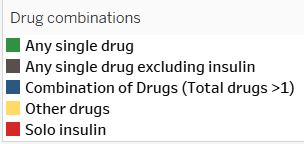 Drug combinations
Any single drug
Any single drug excluding insulin
Combination of Drugs (Total drugs >1)
Other drugs
Solo insulin